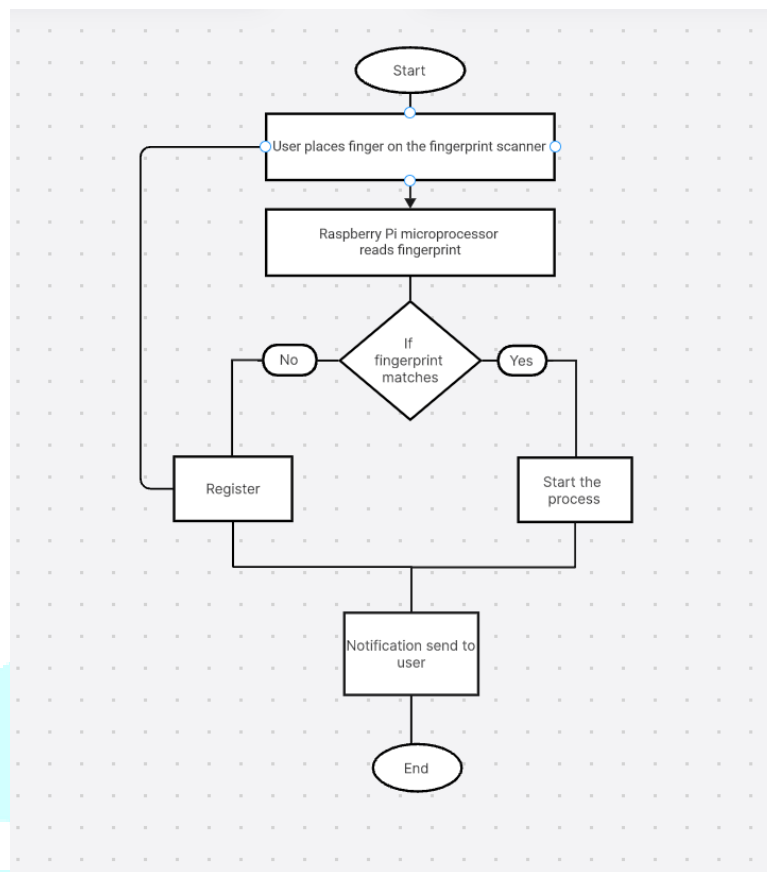 Start
User places finger on the fingerprint scanner
Raspberry Pi microprocessor
reads fingerprint
If
fingerprint
matches
No
Yes
Register
Start the
process
Notification send to
user
End